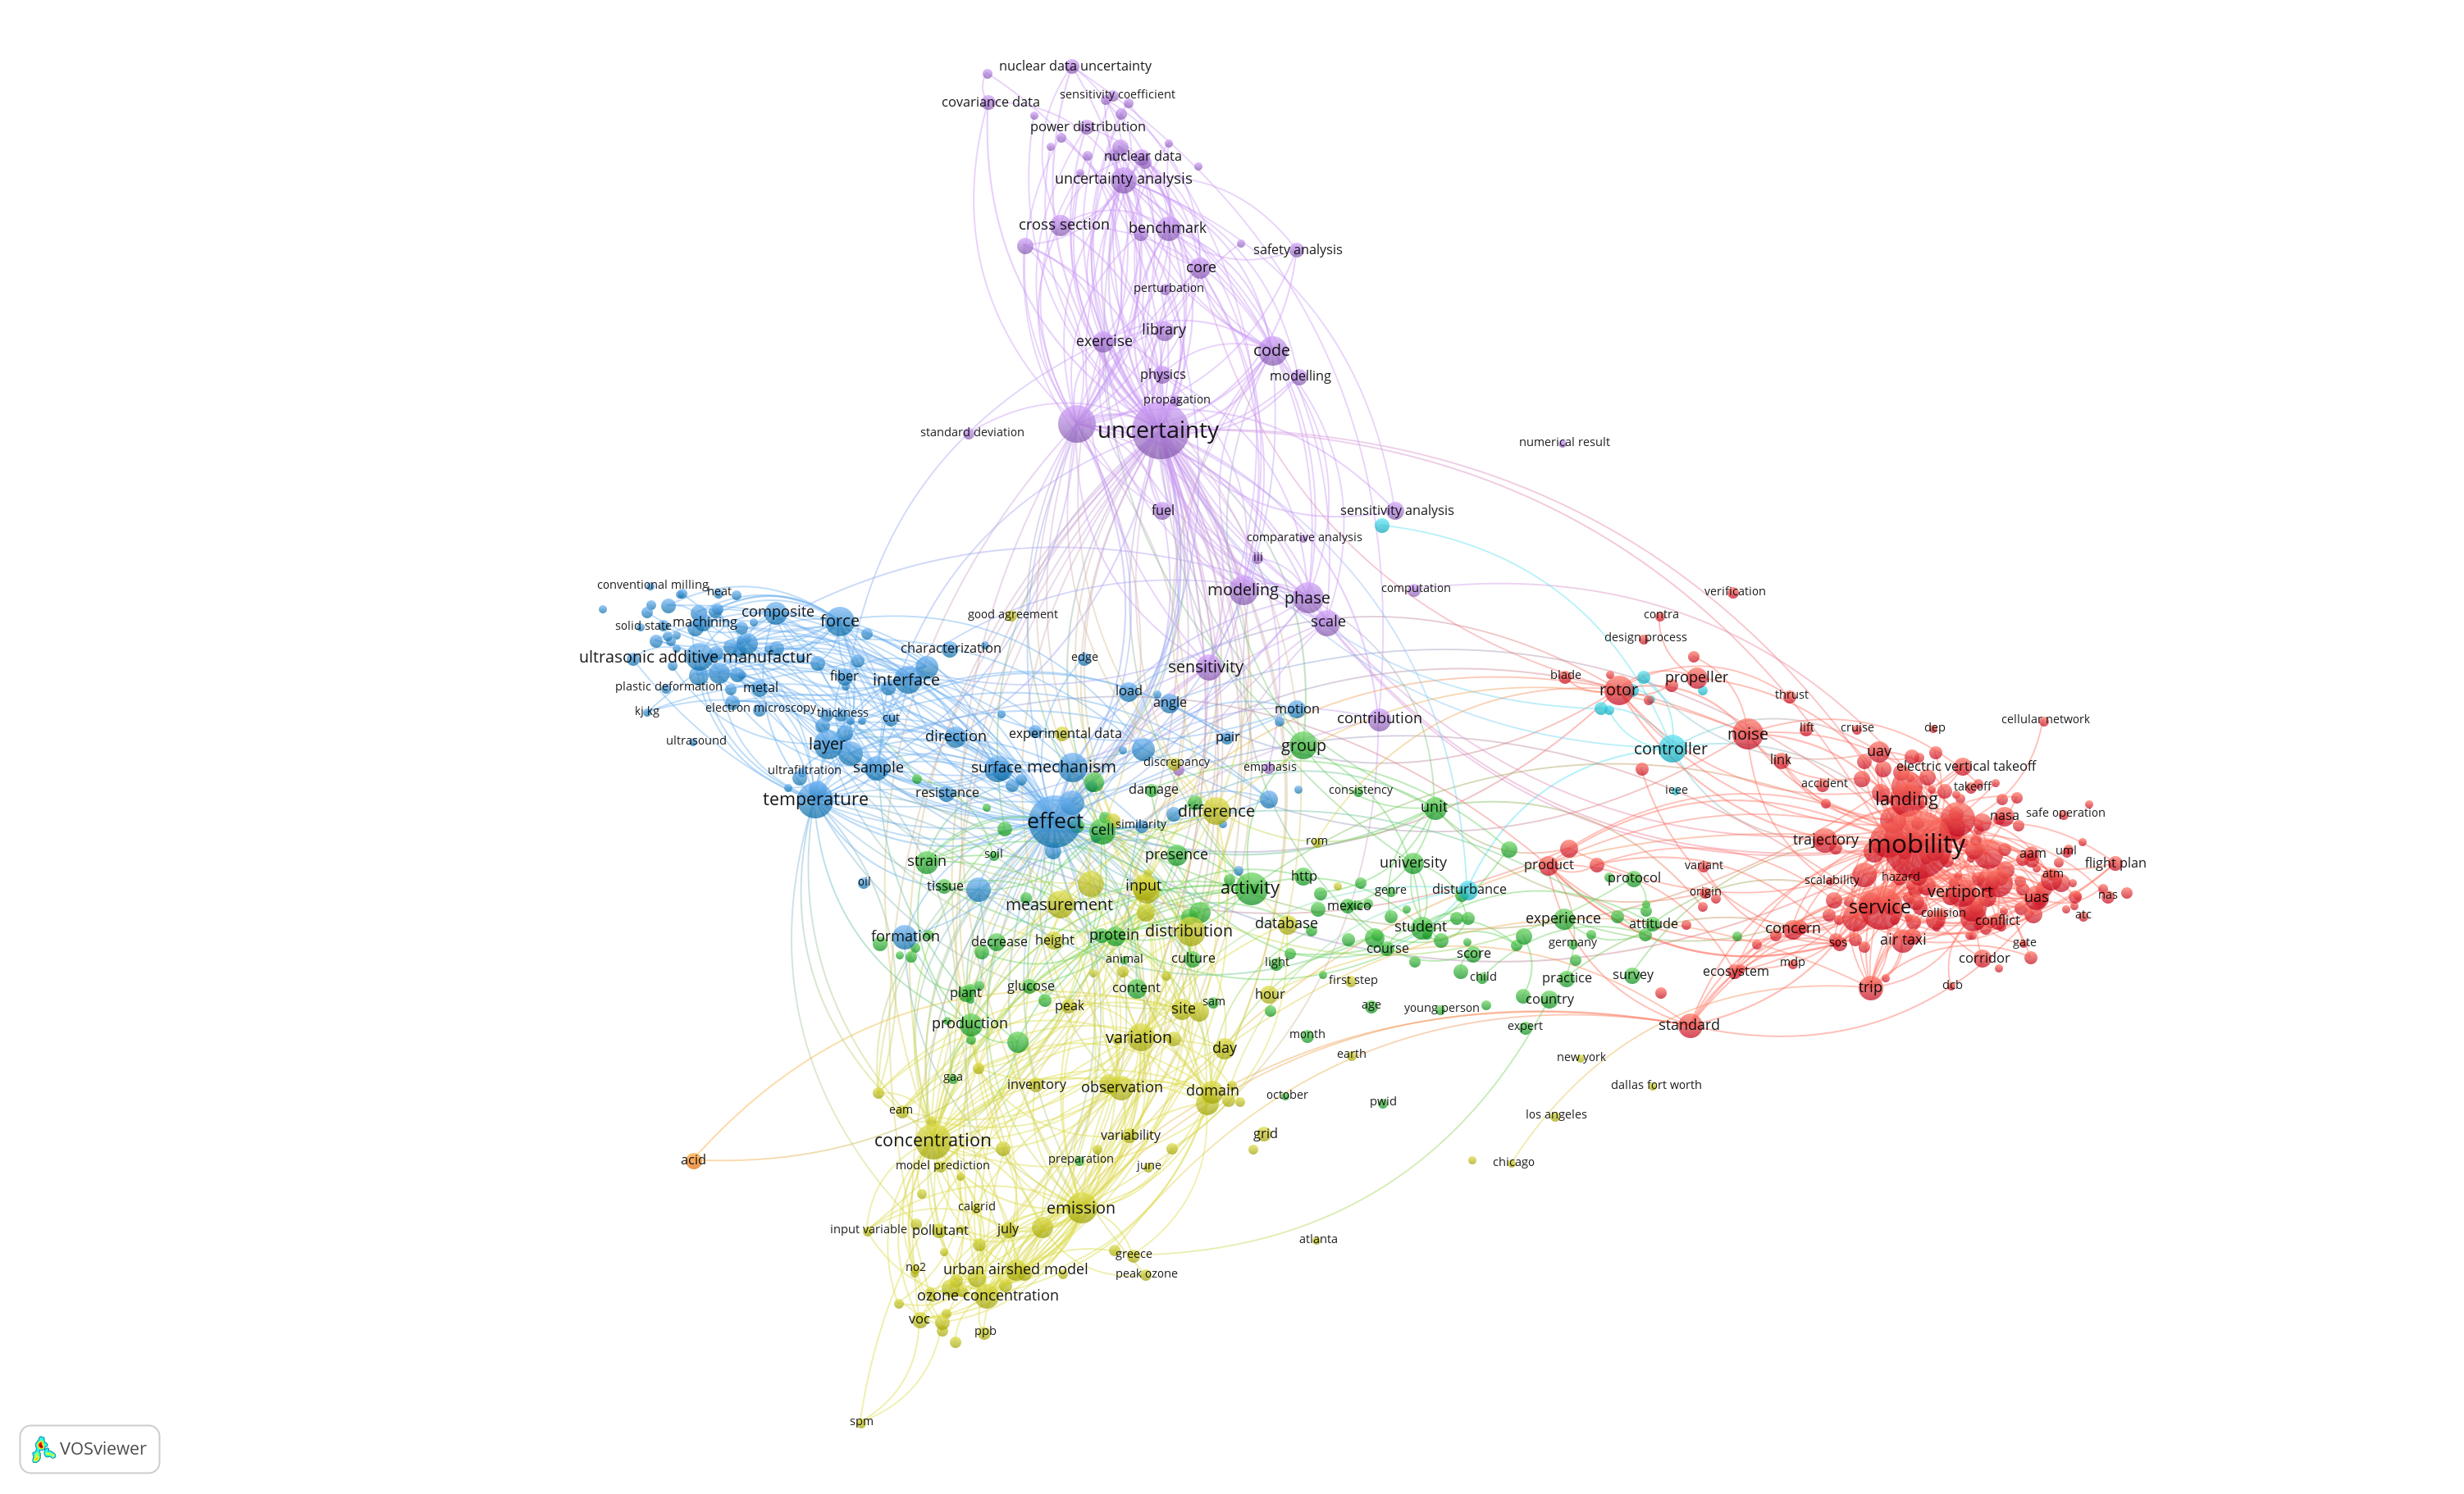 nuclear data uncertainty
sensitivity coefficient
covariance data
power distribution
nuclear data
uncertainty analysis
cross section
benchmark
safety analysis
core
perturbation
library
exercise
code
physics
modelling
propagation
uncertainty
standard deviation
numerical result
fuel
sensitivity analysis
comparative analysis
iii
conventional milling
heat
modeling
computation
verification
phase
composite
good agreement
contra
force
machining
scale
solid state
design process
characterization
ultrasonic additive manufactur
edge
sensitivity
fiber
interface
blade
propeller
plastic deformation
metal
load
rotor
thrust
kj kg
electron microscopy
thickness
cut
angle
motion
contribution
cellular network
ultrasound
layer
direction
experimental data
pair
group
controller
noise
lift
cruise
dep
uav
link
ultrafiltration
sample
surface
mechanism
discrepancy
emphasis
electric vertical takeoff
temperature
resistance
damage
consistency
ieee
accident
takeoff
landing
effect
cell
similarity
difference
unit
nasa
safe operation
rom
trajectory
mobility
strain
soil
presence
university
product
variant
aam
uml
flight plan
oil
tissue
input
activity
http
genre
disturbance
protocol
scalability
hazard
atm
origin
vertiport
uas
has
measurement
mexico
service
collision
atc
formation
decrease
height
protein
distribution
database
student
experience
attitude
concern
conflict
course
germany
sos
air taxi
gate
animal
culture
light
score
mdp
corridor
plant
glucose
content
first step
child
practice
survey
ecosystem
trip
dcb
peak
site
sam
hour
age
young person
country
production
variation
month
expert
standard
day
earth
new york
gaa
inventory
observation
domain
october
dallas fort worth
eam
pwid
los angeles
concentration
variability
grid
acid
model prediction
preparation
june
chicago
calgrid
emission
input variable
pollutant
july
atlanta
greece
no2
urban airshed model
peak ozone
ozone concentration
voc
ppb
spm
VOSviewer